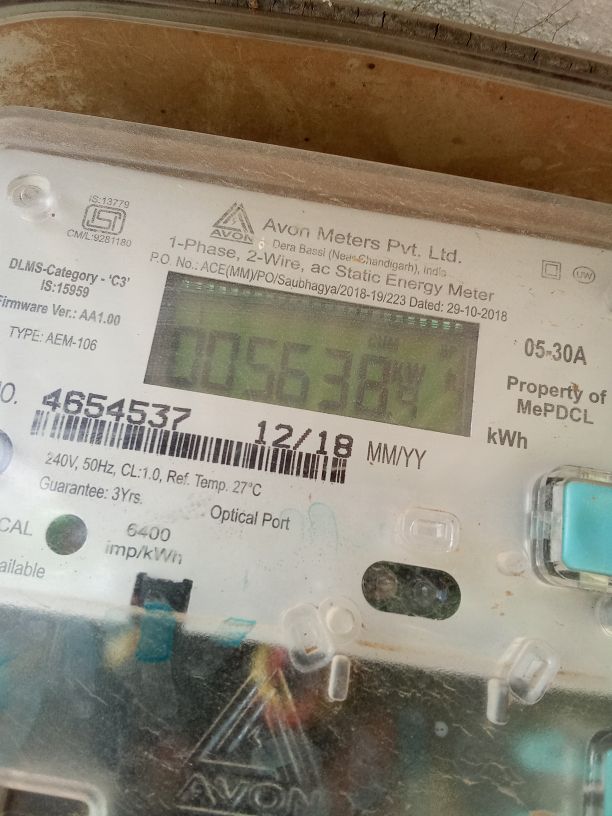 IS:13779
CM/L:9281180
AVON
Avon Meters Pvt. Ltd.
Dera Bassi (Near Chandigarh), India
1-Phase, 2-Wire, ac Static Energy Meter
P.O. No.: ACE(MM)/PO/Saubhagya/2018-19/223 Dated: 29-10-2018
UW
DLMS-Category - 'C3'
IS:15959
Firmware Ver.: AA1.00
TYPE: AEM-106
005638
kWh
05-30A
Property of
MePDCL
NO. 4654537
12/18 MM/YY
240V, 50Hz, CL:1.0, Ref. Temp. 27°C
Guarantee: 3Yrs.
Optical Port
CAL
6400
imp/kWh
AVON